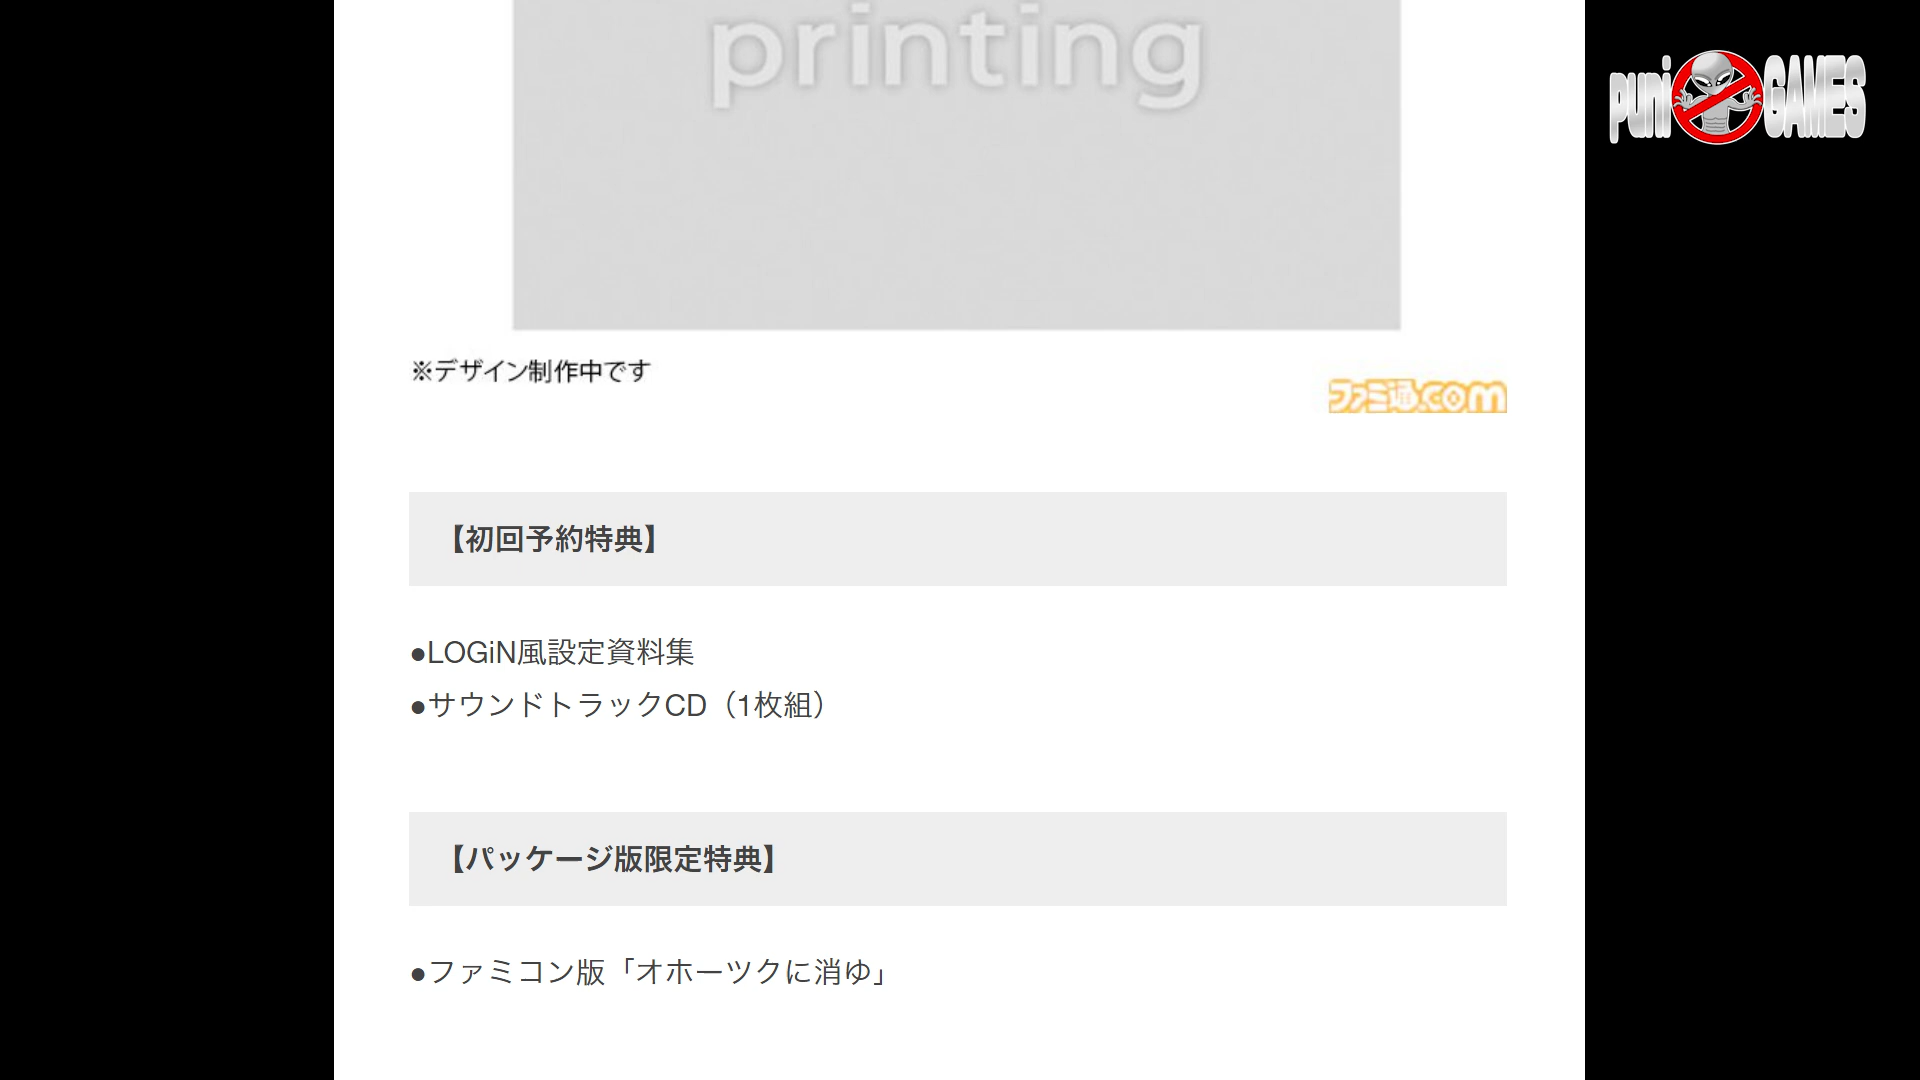 printing
puni GAMES
※デザイン制作中です
ファミ通.com
【初回予約特典】
●LOGiN風設定資料集
●サウンドトラックCD（1枚組）
【パッケージ版限定特典】
●ファミコン版「オホーツクに消ゆ」